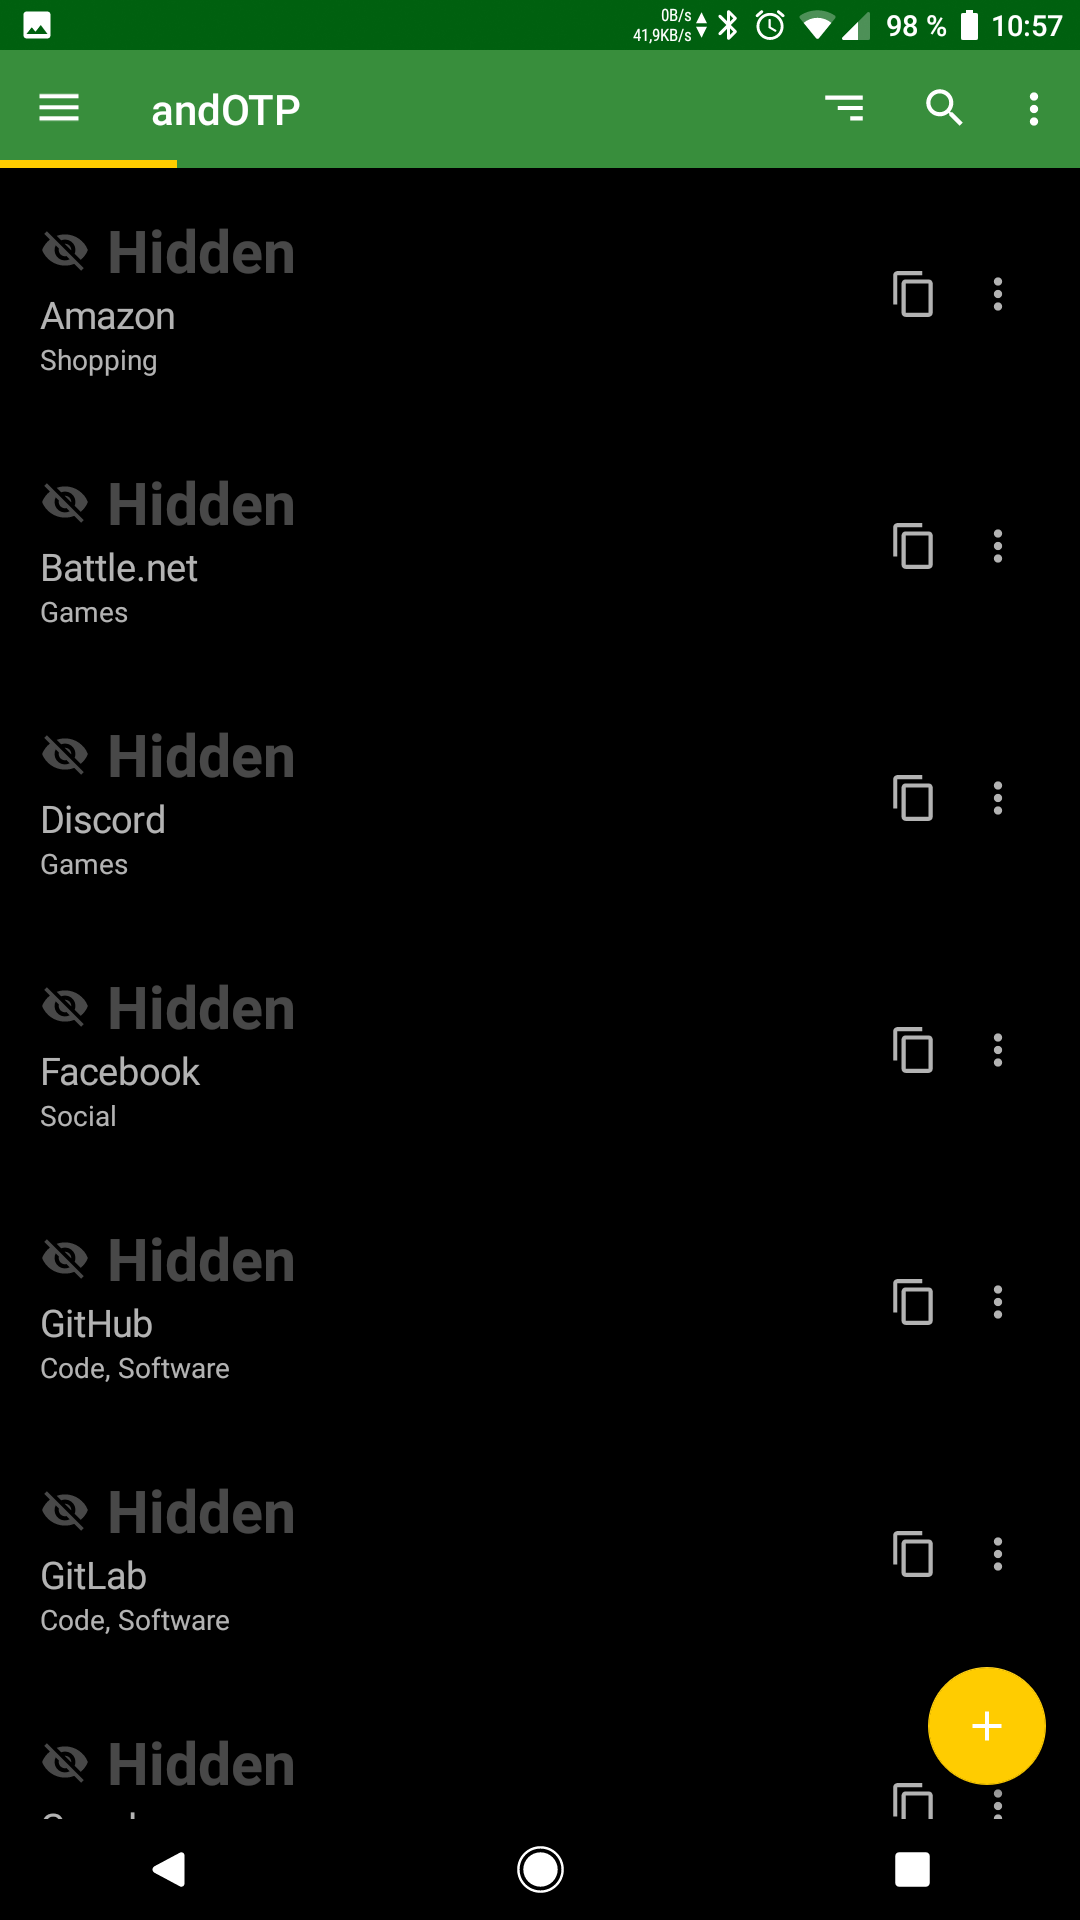 0B/s
41,9KB/s
98 %
10:57
andOTP
Hidden
Amazon
Shopping
Hidden
Battle.net
Games
Hidden
Discord
Games
Hidden
Facebook
Social
Hidden
GitHub
Code, Software
Hidden
GitLab
Code, Software
Hidden